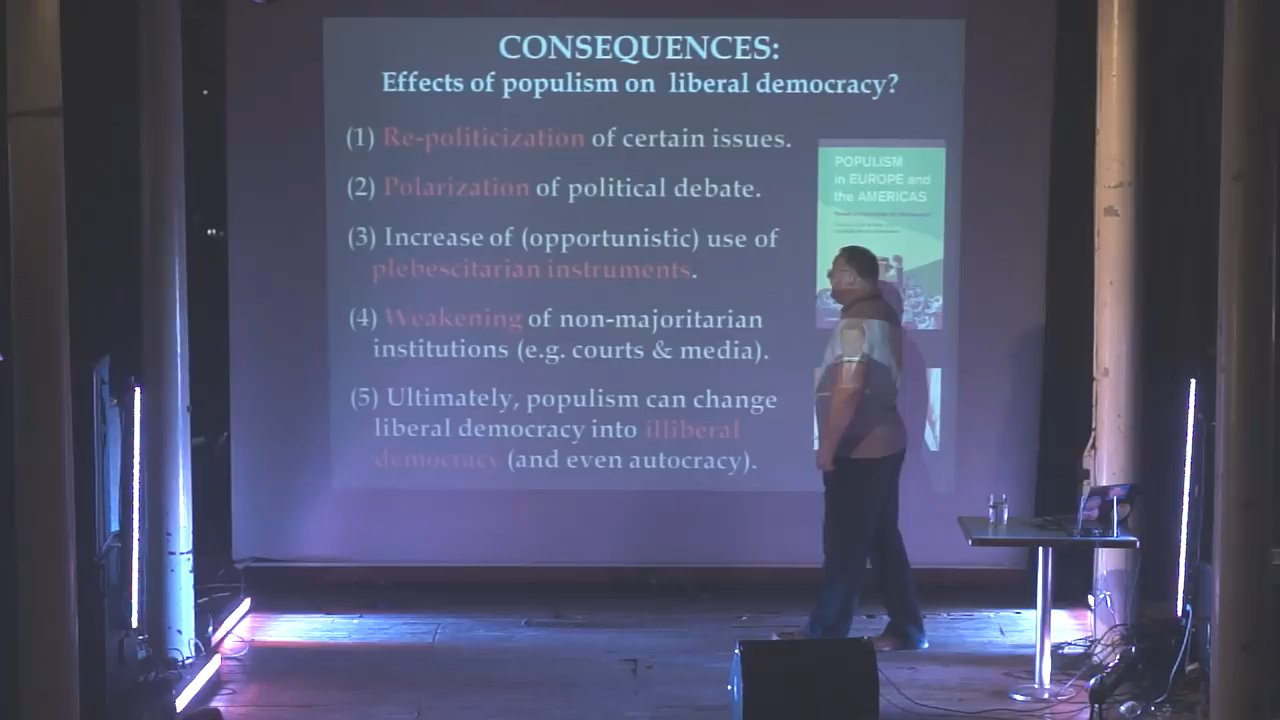 CONSEQUENCES:
Effects of populism on liberal democracy?
(1) Re-politicization of certain issues.
(2) Polarization of political debate.
(3) Increase of (opportunistic) use of
plebescitarian instruments.
(4) Weakening of non-majoritarian
institutions (e.g. courts & media).
(5) Ultimately, populism can change
liberal democracy into illiberal
democracy (and even autocracy).
POPULISM
in EUROPE and
the AMERICAS